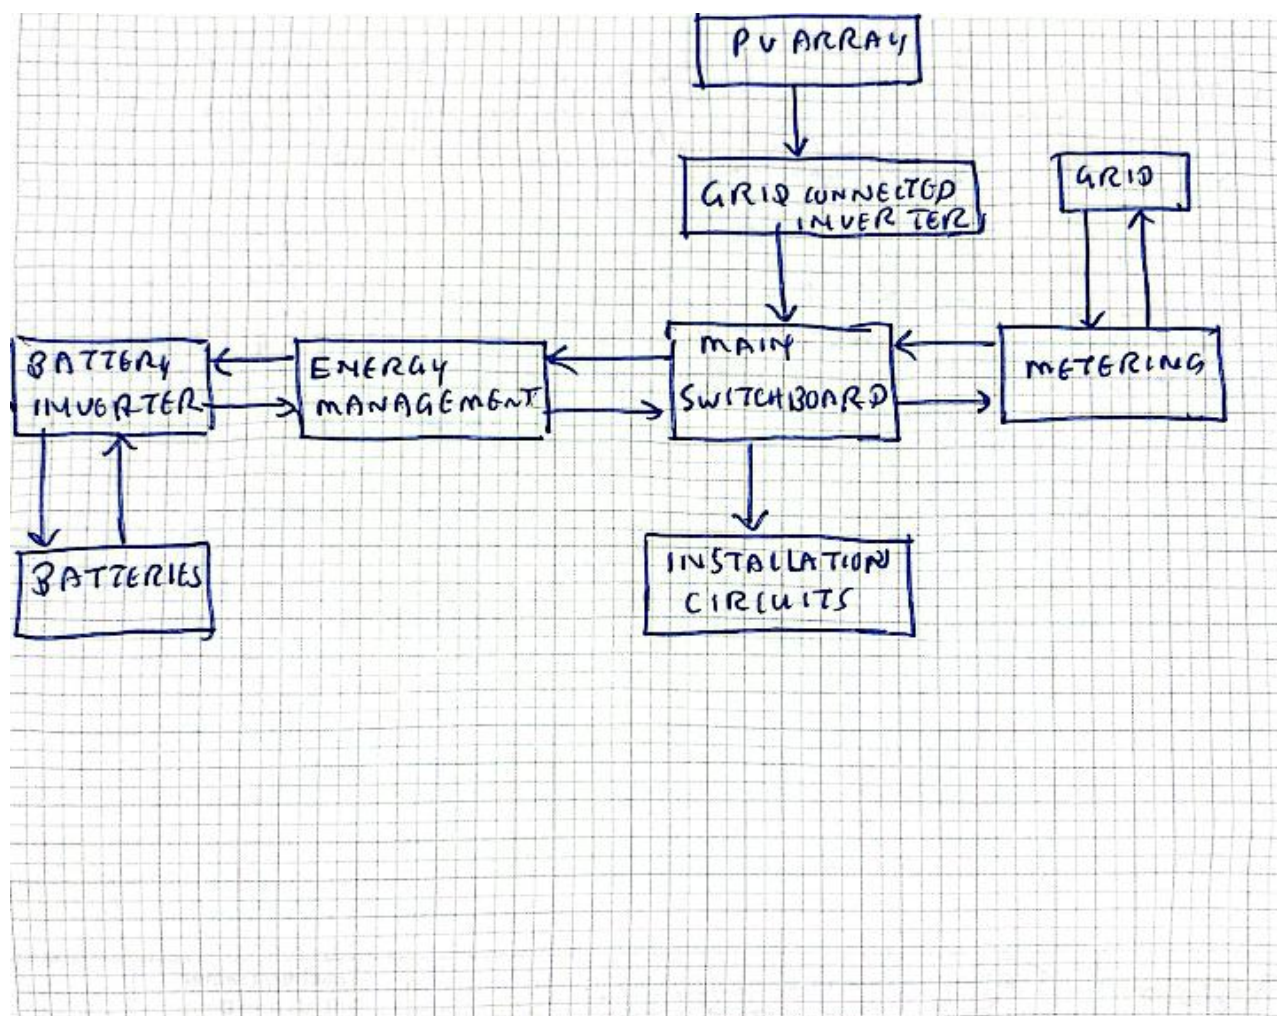 PV ARRAY
GRID CONNECTED
INVERTER
GRID
BATTERY
INVERTER
ENERGY
MANAGEMENT
MAIN
SWITCHBOARD
METERING
BATTERIES
INSTALLATION
CIRCUITS